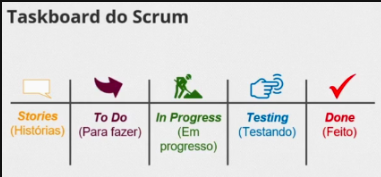 Taskboard do Scrum
Stories
(Histórias)
To Do
(Para fazer)
In Progress
(Em
progresso)
Testing
(Testando)
Done
(Feito)